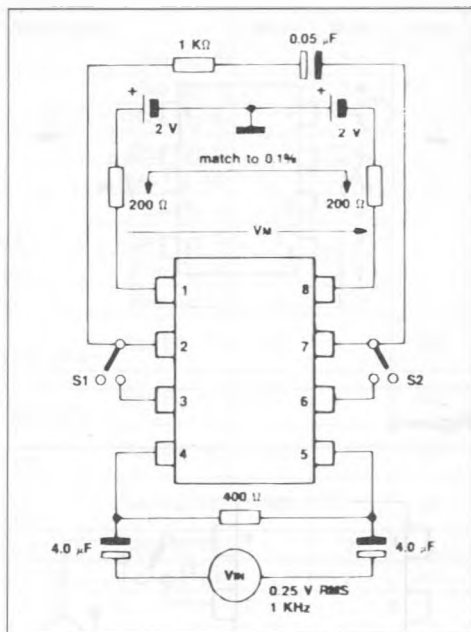 1 KΩ 0.05 µF
+ +
2 V 2 V
match to 0.1%
200 Ω 200 Ω
VM
1 8
2 7
S1 S2
3 6
4 5
400 Ω
4.0 µF 4.0 µF
VIN
0.25 V RMS
1 KHz